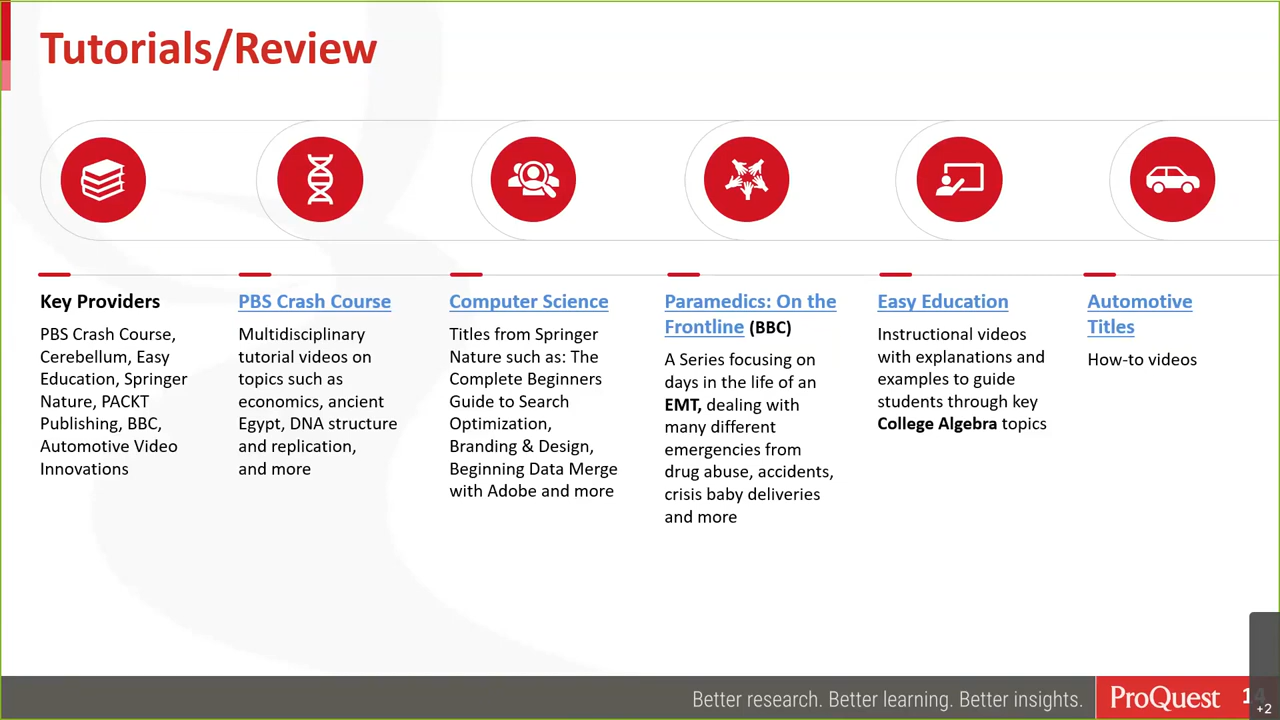 Tutorials/Review
Key Providers
PBS Crash Course,
Cerebellum, Easy
Education, Springer
Nature, PACKT
Publishing, BBC,
Automotive Video
Innovations
PBS Crash Course
Multidisciplinary
tutorial videos on
topics such as
economics, ancient
Egypt, DNA structure
and replication,
and more
Computer Science
Titles from Springer
Nature such as: The
Complete Beginners
Guide to Search
Optimization,
Branding & Design,
Beginning Data Merge
with Adobe and more
Paramedics: On the
Frontline (BBC)
A Series focusing on
days in the life of an
EMT, dealing with
many different
emergencies from
drug abuse, accidents,
crisis baby deliveries
and more
Easy Education
Instructional videos
with explanations and
examples to guide
students through key
College Algebra topics
Automotive
Titles
How-to videos
Better research. Better learning. Better insights.
ProQuest
14
+2